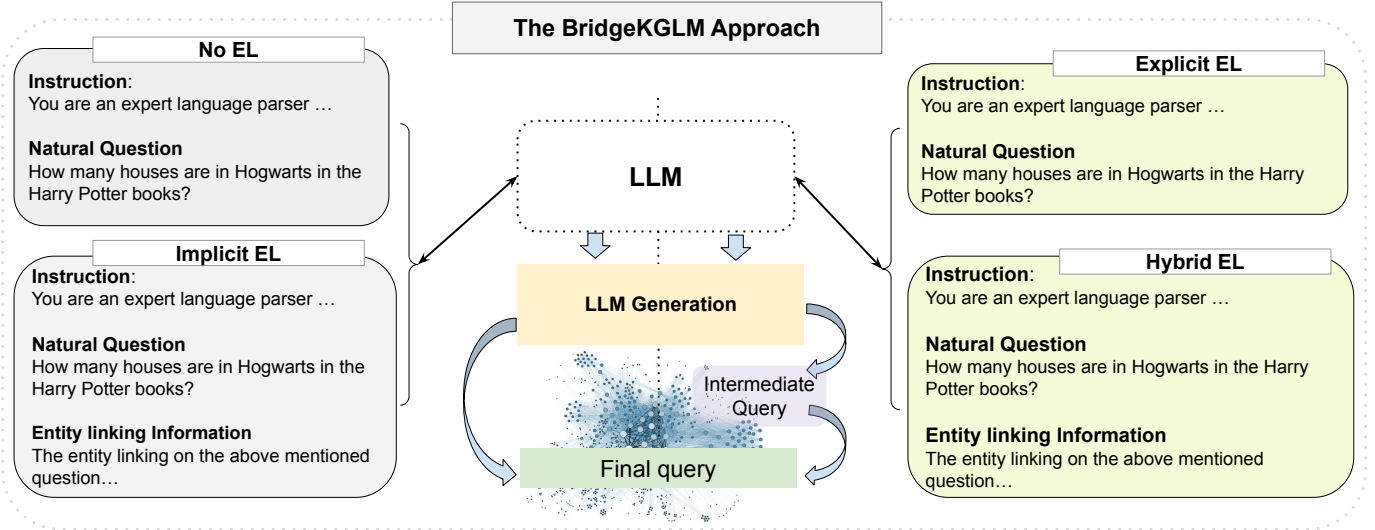 The BridgeKGLM Approach
No EL
Instruction:
You are an expert language parser …
Natural Question
How many houses are in Hogwarts in the
Harry Potter books?
Implicit EL
Instruction:
You are an expert language parser …
Natural Question
How many houses are in Hogwarts in the
Harry Potter books?
Entity linking Information
The entity linking on the above mentioned
question…
LLM
LLM Generation
Intermediate
Query
Final query
Explicit EL
Instruction:
You are an expert language parser …
Natural Question
How many houses are in Hogwarts in the Harry
Potter books?
Hybrid EL
Instruction:
You are an expert language parser …
Natural Question
How many houses are in Hogwarts in the Harry
Potter books?
Entity linking Information
The entity linking on the above mentioned
question…